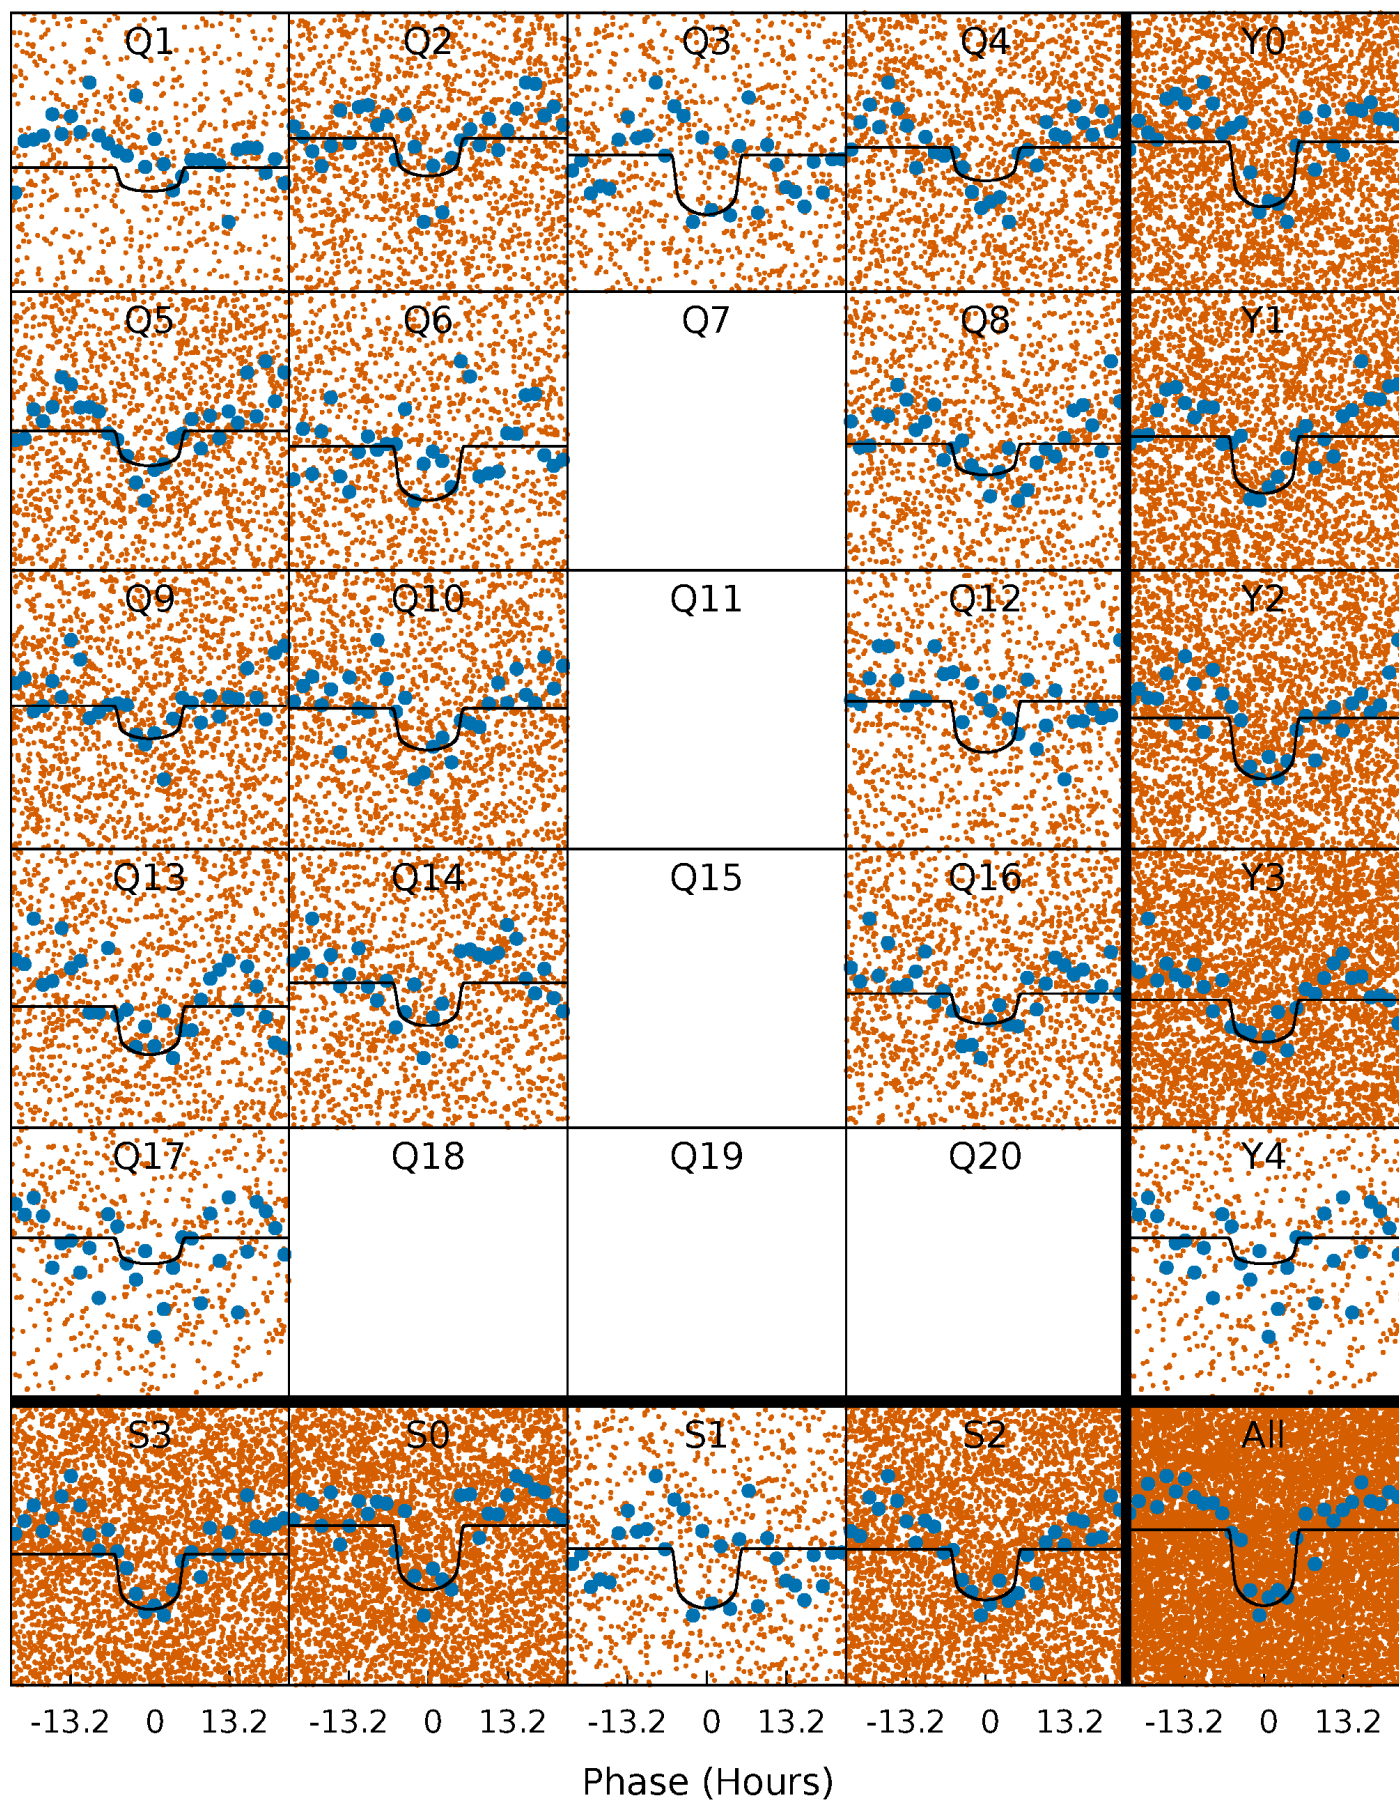 Q1 Q2 Q3 Q4 Y0
Q5 Q6 Q7 Q8 Y1
Q9 Q10 Q11 Q12 Y2
Q13 Q14 Q15 Q16 Y3
Q17 Q18 Q19 Q20 Y4
S3 S0 S1 S2 All
-13.2 0 13.2 -13.2 0 13.2 -13.2 0 13.2 -13.2 0 13.2 -13.2 0 13.2
Phase (Hours)